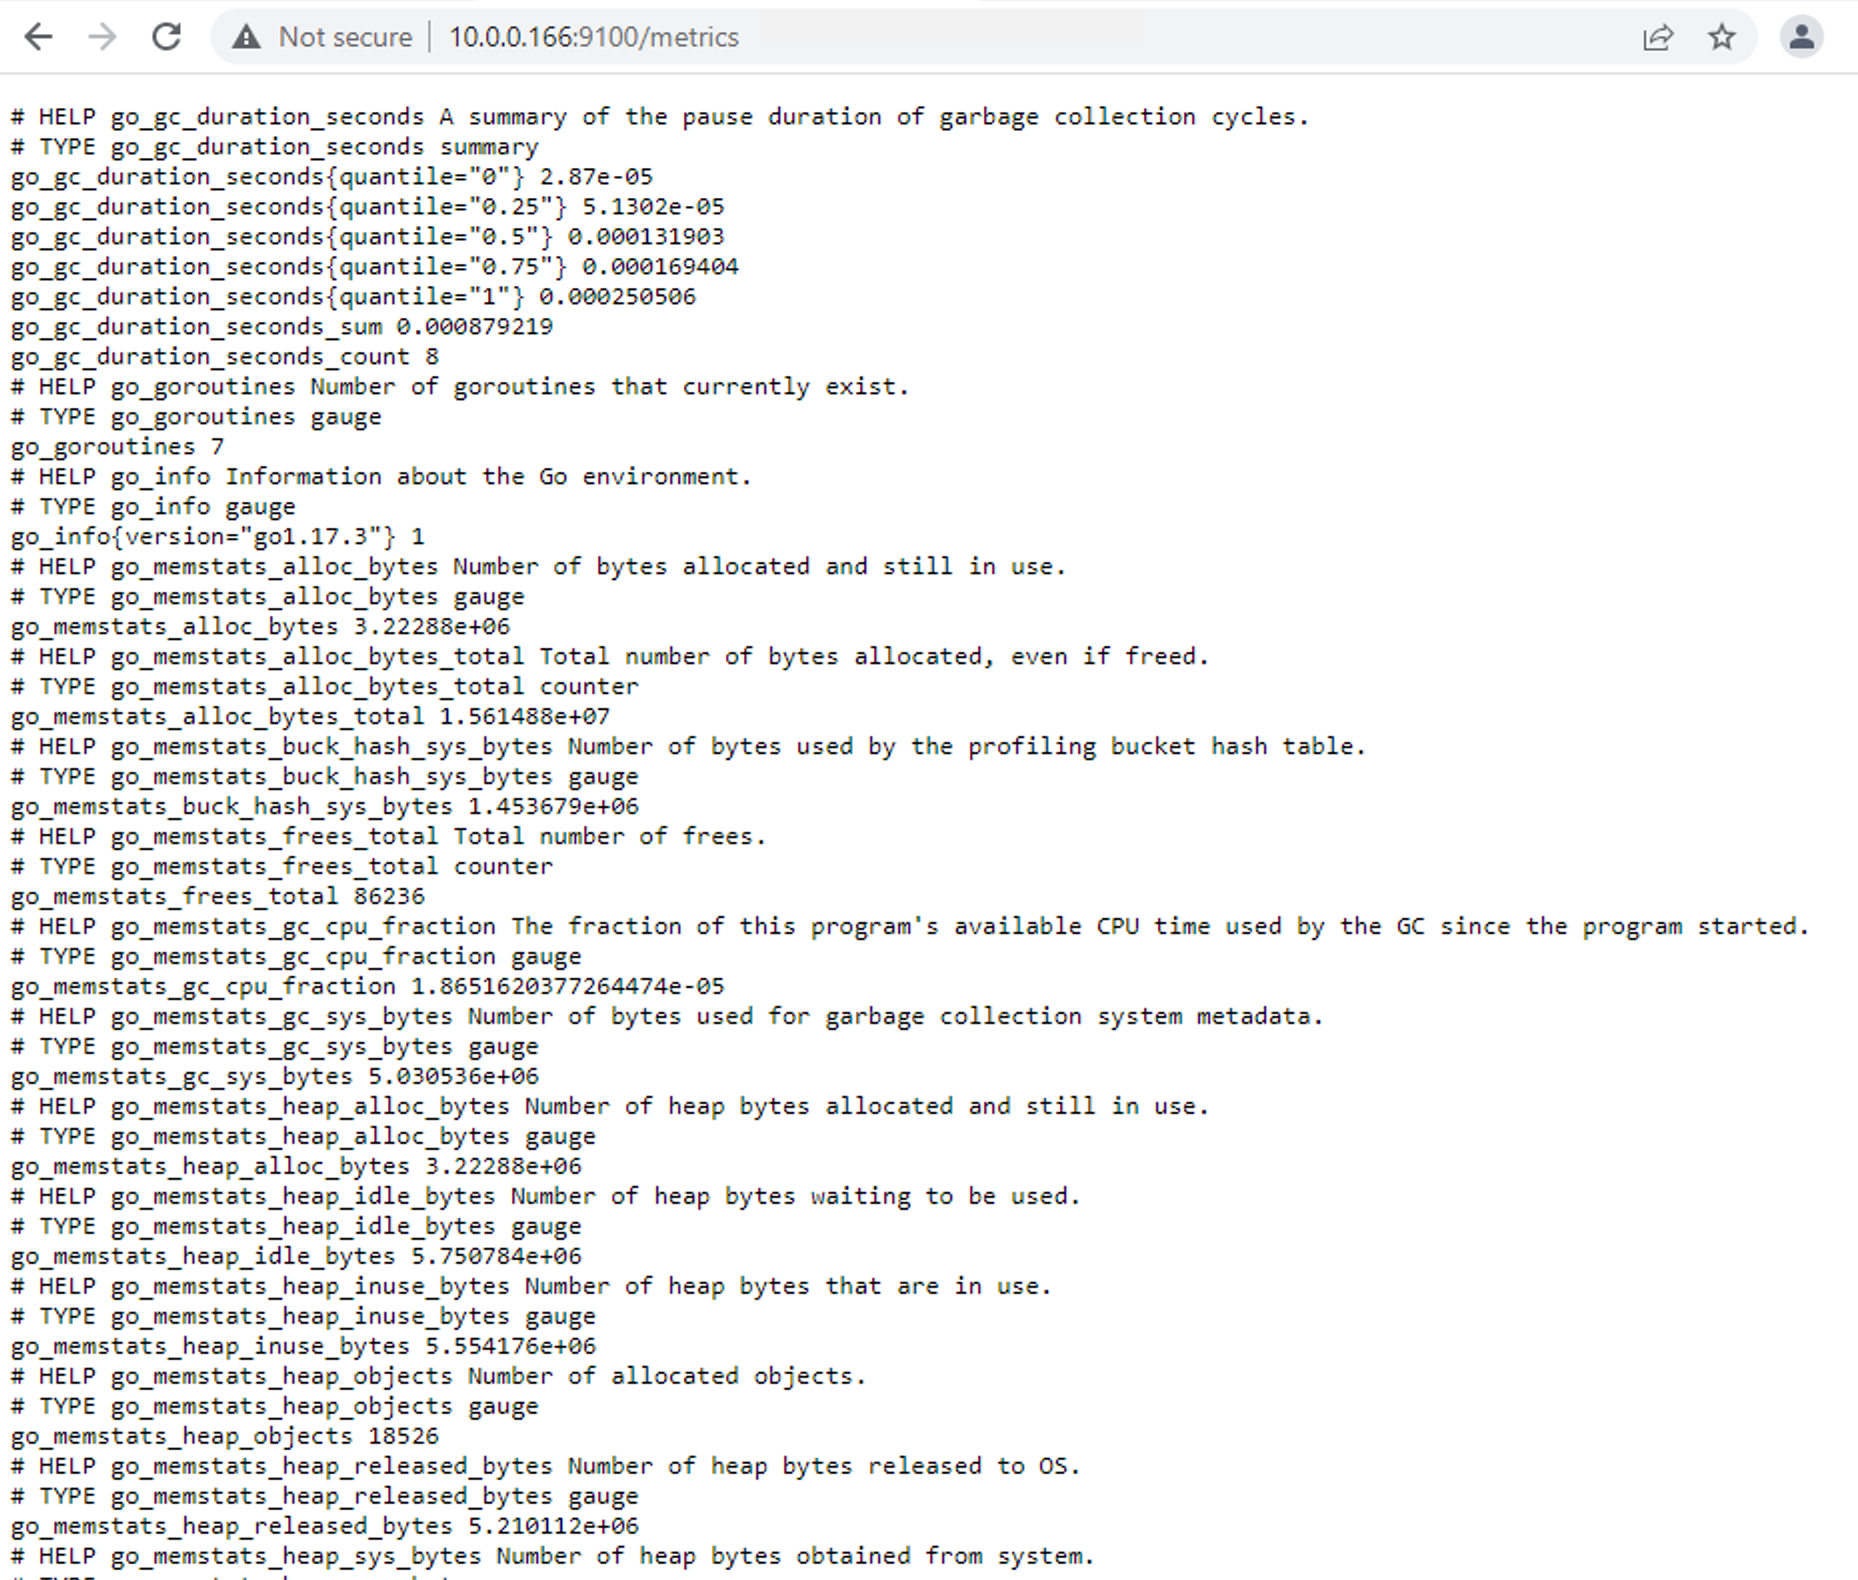 Not secure | 10.0.0.166:9100/metrics
# HELP go_gc_duration_seconds A summary of the pause duration of garbage collection cycles.
# TYPE go_gc_duration_seconds summary
go_gc_duration_seconds{quantile="0"} 2.87e-05
go_gc_duration_seconds{quantile="0.25"} 5.1302e-05
go_gc_duration_seconds{quantile="0.5"} 0.000131903
go_gc_duration_seconds{quantile="0.75"} 0.000169404
go_gc_duration_seconds{quantile="1"} 0.000250506
go_gc_duration_seconds_sum 0.000879219
go_gc_duration_seconds_count 8
# HELP go_goroutines Number of goroutines that currently exist.
# TYPE go_goroutines gauge
go_goroutines 7
# HELP go_info Information about the Go environment.
# TYPE go_info gauge
go_info{version="go1.17.3"} 1
# HELP go_memstats_alloc_bytes Number of bytes allocated and still in use.
# TYPE go_memstats_alloc_bytes gauge
go_memstats_alloc_bytes 3.22288e+06
# HELP go_memstats_alloc_bytes_total Total number of bytes allocated, even if freed.
# TYPE go_memstats_alloc_bytes_total counter
go_memstats_alloc_bytes_total 1.561488e+07
# HELP go_memstats_buck_hash_sys_bytes Number of bytes used by the profiling bucket hash table.
# TYPE go_memstats_buck_hash_sys_bytes gauge
go_memstats_buck_hash_sys_bytes 1.453679e+06
# HELP go_memstats_frees_total Total number of frees.
# TYPE go_memstats_frees_total counter
go_memstats_frees_total 86236
# HELP go_memstats_gc_cpu_fraction The fraction of this program's available CPU time used by the GC since the program started.
# TYPE go_memstats_gc_cpu_fraction gauge
go_memstats_gc_cpu_fraction 1.8651620377264474e-05
# HELP go_memstats_gc_sys_bytes Number of bytes used for garbage collection system metadata.
# TYPE go_memstats_gc_sys_bytes gauge
go_memstats_gc_sys_bytes 5.030536e+06
# HELP go_memstats_heap_alloc_bytes Number of heap bytes allocated and still in use.
# TYPE go_memstats_heap_alloc_bytes gauge
go_memstats_heap_alloc_bytes 3.22288e+06
# HELP go_memstats_heap_idle_bytes Number of heap bytes waiting to be used.
# TYPE go_memstats_heap_idle_bytes gauge
go_memstats_heap_idle_bytes 5.750784e+06
# HELP go_memstats_heap_inuse_bytes Number of heap bytes that are in use.
# TYPE go_memstats_heap_inuse_bytes gauge
go_memstats_heap_inuse_bytes 5.554176e+06
# HELP go_memstats_heap_objects Number of allocated objects.
# TYPE go_memstats_heap_objects gauge
go_memstats_heap_objects 18526
# HELP go_memstats_heap_released_bytes Number of heap bytes released to OS.
# TYPE go_memstats_heap_released_bytes gauge
go_memstats_heap_released_bytes 5.210112e+06
# HELP go_memstats_heap_sys_bytes Number of heap bytes obtained from system.